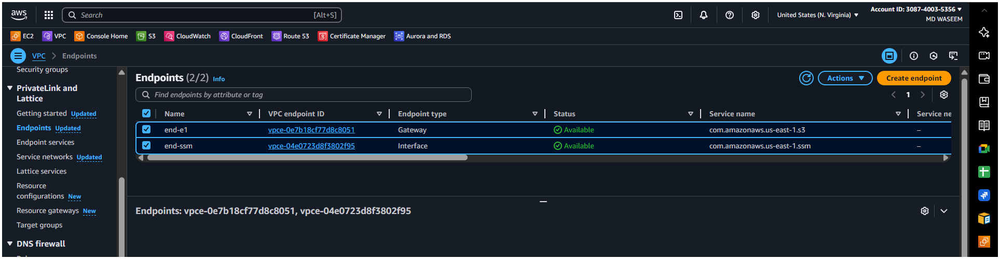 aws
Search
[Alt+S]
United States (N. Virginia)
Account ID: 3087-4003-5356
MD WASEEM
EC2 VPC Console Home S3 CloudWatch CloudFront Route 53 Certificate Manager Aurora and RDS
VPC > Endpoints
Security groups
PrivateLink and
Lattice
Getting started Updated
Endpoints Updated
Endpoint services
Service networks Updated
Lattice services
Resource
configurations New
Resource gateways New
Target groups
DNS firewall
Endpoints (2/2) Info
Actions
Create endpoint
Find endpoints by attribute or tag
1
Name VPC endpoint ID Endpoint type Status Service name Service ne
end-e1 vpce-0e7b18cf77d8c8051 Gateway Available com.amazonaws.us-east-1.s3 –
end-ssm vpce-04e0723d8f3802f95 Interface Available com.amazonaws.us-east-1.ssm –
Endpoints: vpce-0e7b18cf77d8c8051, vpce-04e0723d8f3802f95